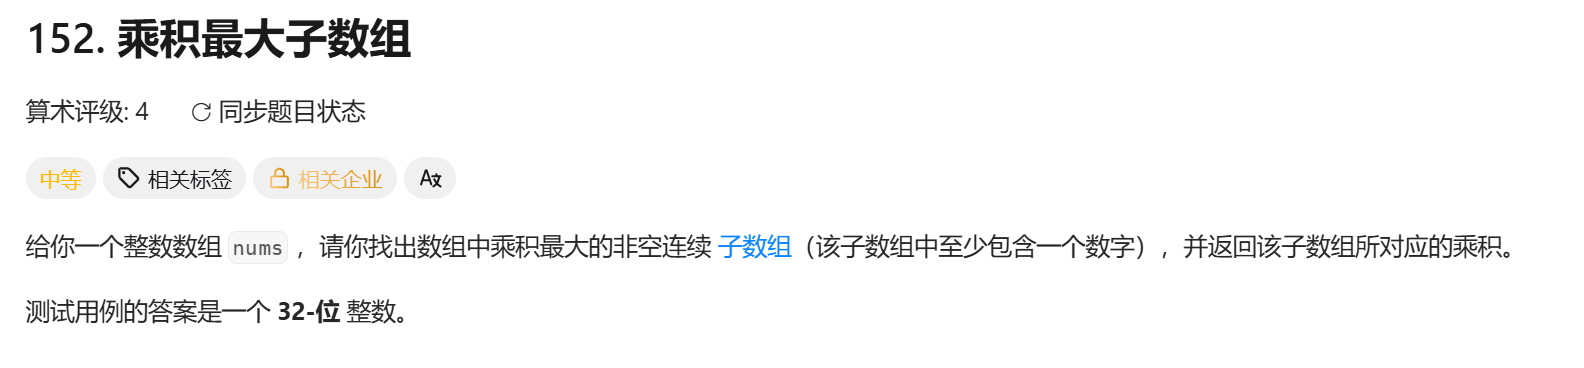 152. 乘积最大子数组
算术评级: 4 同步题目状态
中等 相关标签 相关企业 A文
给你一个整数数组 nums ，请你找出数组中乘积最大的非空连续 子数组（该子数组中至少包含一个数字），并返回该子数组所对应的乘积。
测试用例的答案是一个 32-位 整数。